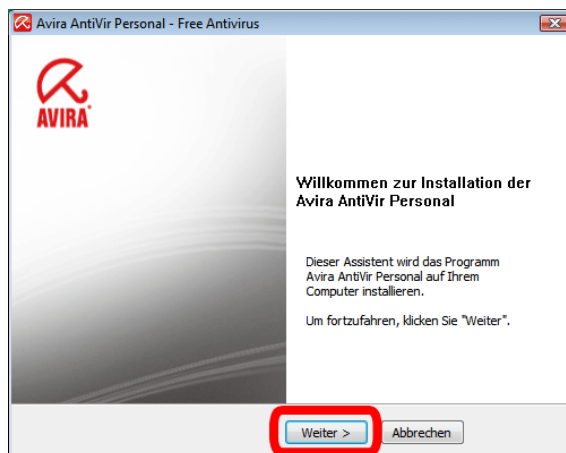 Avira AntiVir Personal - Free Antivirus
AVIRA
Willkommen zur Installation der
Avira AntiVir Personal
Dieser Assistent wird das Programm
Avira AntiVir Personal auf Ihrem
Computer installieren.
Um fortzufahren, klicken Sie "Weiter".
Weiter >
Abbrechen